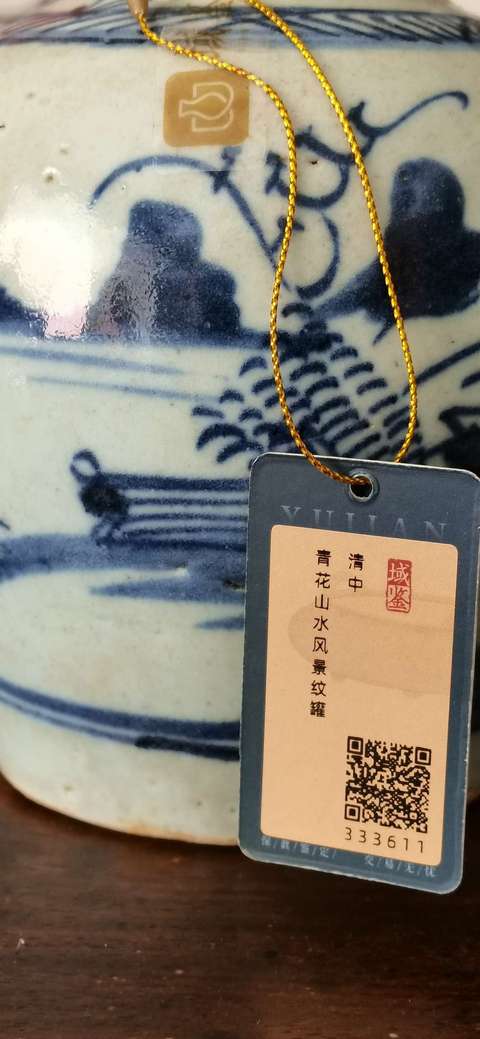 YUJIAN
域鉴
清中
青花山水风景纹罐
333611
保/真/鉴/定/
交/易/无/忧